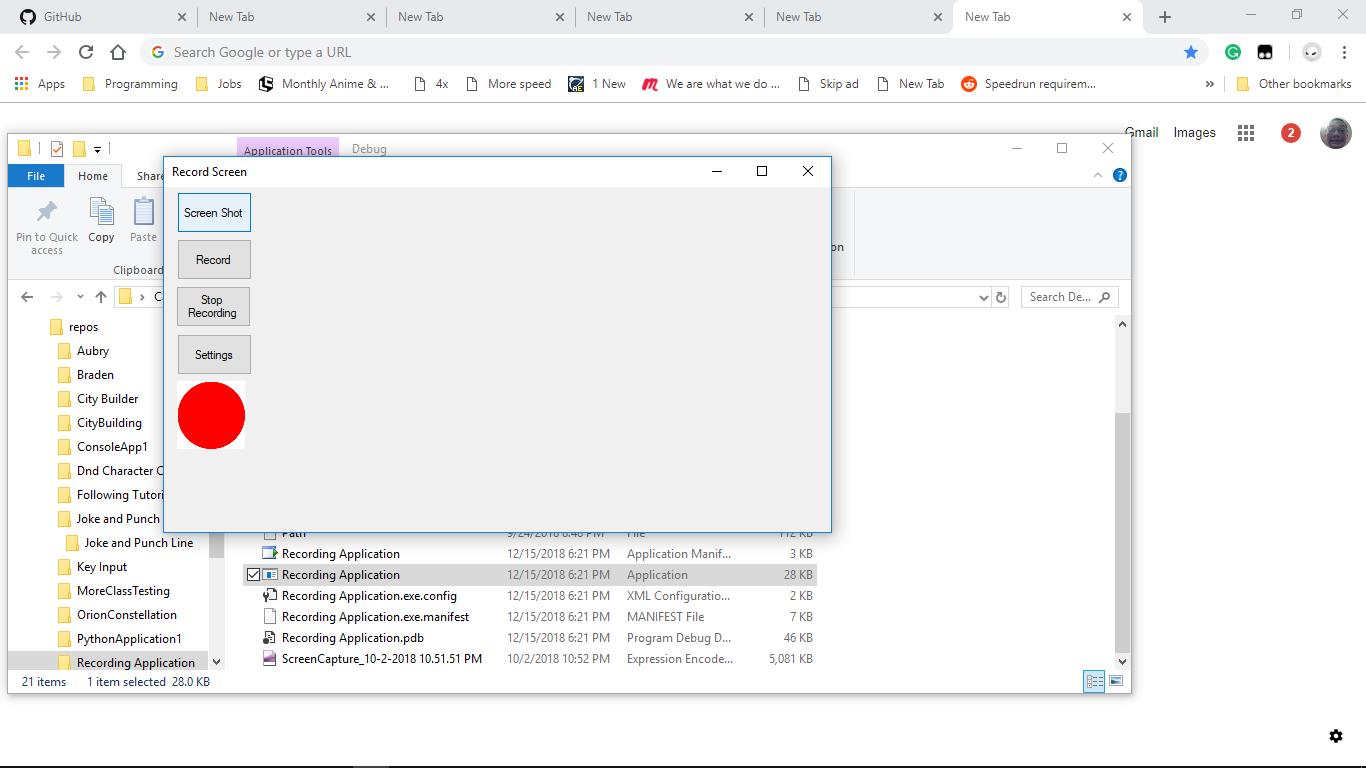 GitHub New Tab New Tab New Tab New Tab New Tab
Search Google or type a URL
Apps Programming Jobs Monthly Anime & ... 4x More speed 1 New We are what we do ... Skip ad New Tab Speedrun requirem... » Other bookmarks
Gmail Images 2
Application Tools Debug
Record Screen
File Home Share
Screen Shot
Pin to Quick access
Copy
Paste
Clipboard
Record
on
Stop
Recording
Search De...
Settings
repos
Aubry
Braden
City Builder
CityBuilding
ConsoleApp1
Dnd Character C
Following Tutori
Joke and Punch
Joke and Punch Line
Key Input
MoreClassTesting
OrionConstellation
PythonApplication1
Recording Application
Path 9/24/2018 8:48 PM File 112 KB
Recording Application 12/15/2018 6:21 PM Application Manif... 3 KB
Recording Application 12/15/2018 6:21 PM Application 28 KB
Recording Application.exe.config 12/15/2018 6:21 PM XML Configuratio... 2 KB
Recording Application.exe.manifest 12/15/2018 6:21 PM MANIFEST File 7 KB
Recording Application.pdb 12/15/2018 6:21 PM Program Debug D... 46 KB
ScreenCapture_10-2-2018 10.51.51 PM 10/2/2018 10:52 PM Expression Encode... 5,081 KB
21 items 1 item selected 28.0 KB